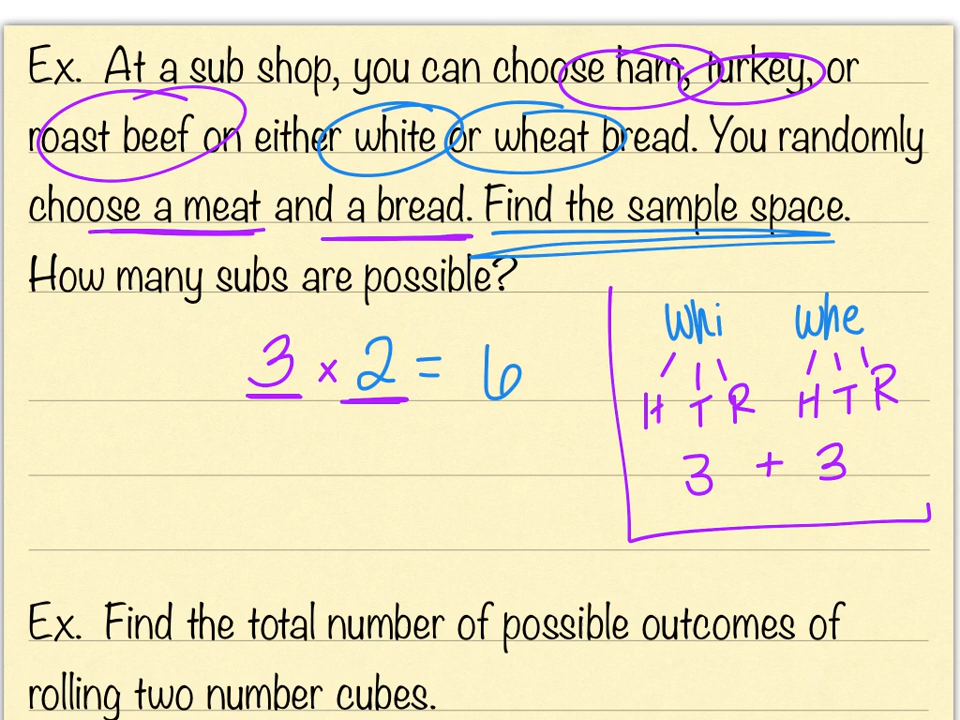 Ex. At a sub shop, you can choose ham, turkey, or
roast beef on either white or wheat bread. You randomly
choose a meat and a bread. Find the sample space.
How many subs are possible?
3 x 2 = 6
Whi whe
H T R H T R
3 + 3
Ex. Find the total number of possible outcomes of
rolling two number cubes.